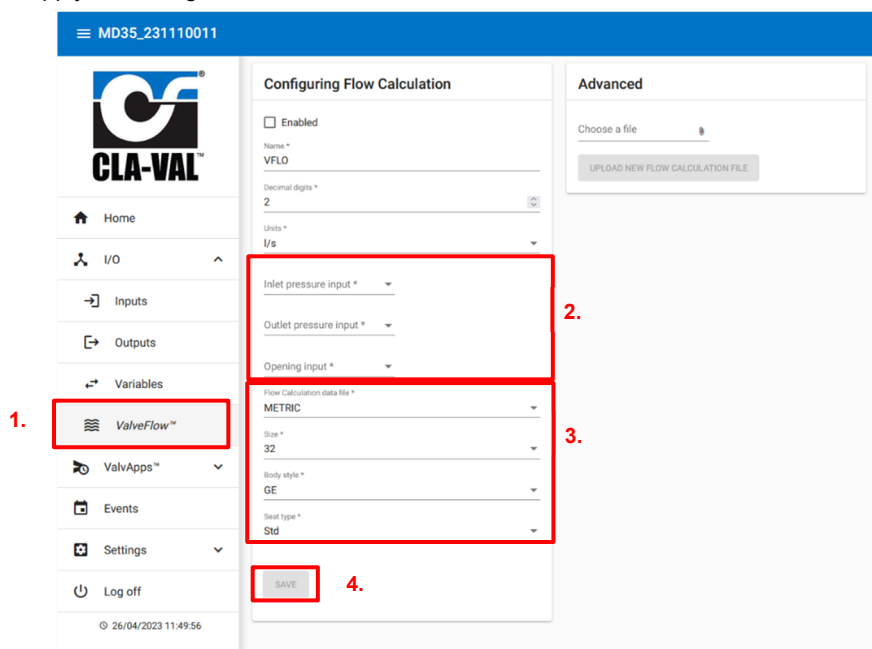 MD35_231110011
CLA-VAL™
Home
I/O
Inputs
Outputs
Variables
1.
ValveFlow™
ValvApps™
Events
Settings
Log off
26/04/2023 11:49:56
Configuring Flow Calculation
Enabled
Name *
VFLO
Decimal digits *
2
Units *
l/s
Inlet pressure input *
Outlet pressure input *
Opening input *
2.
Flow Calculation data file *
METRIC
Size *
32
Body style *
GE
Seat type *
Std
3.
SAVE
4.
Advanced
Choose a file
UPLOAD NEW FLOW CALCULATION FILE